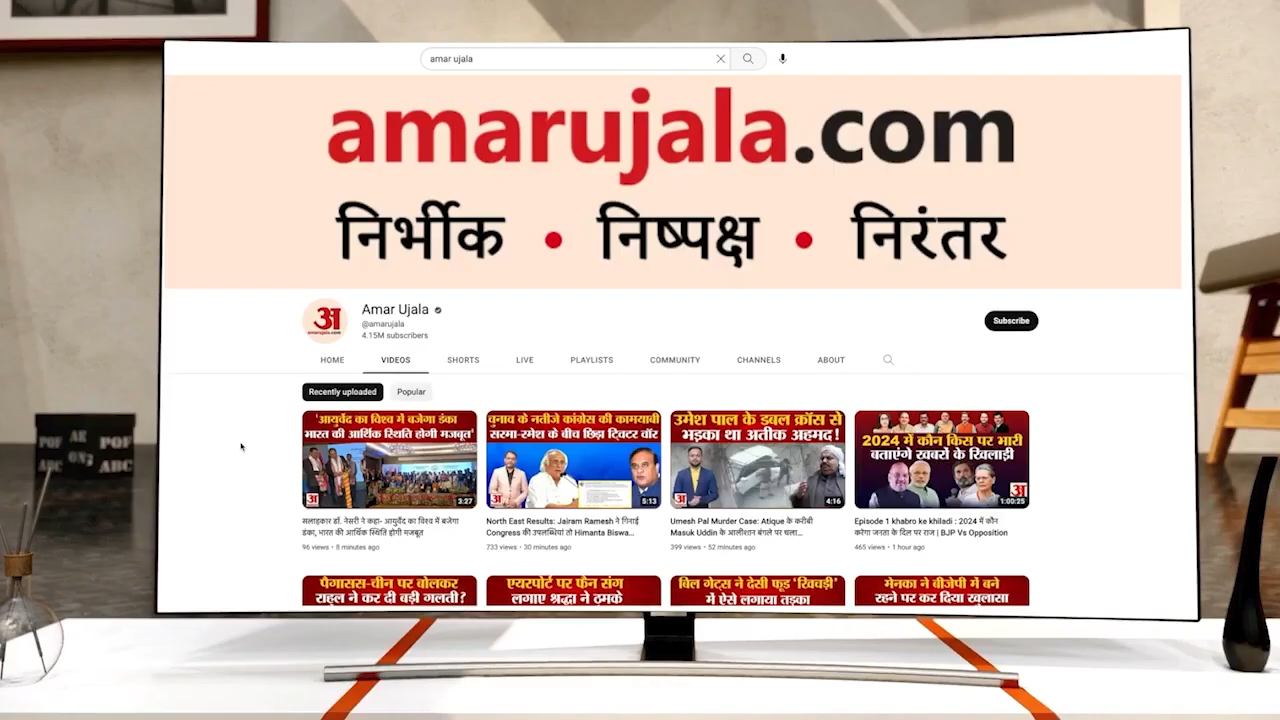 amar ujala
amarujala.com
निर्भीक • निष्पक्ष • निरंतर
अ
amarujala.com
Amar Ujala
@amarujala
4.15M subscribers
Subscribe
HOME VIDEOS SHORTS LIVE PLAYLISTS COMMUNITY CHANNELS ABOUT
Recently uploaded Popular
'आयुर्वेद का विश्व में बजेगा डंका
भारत की आर्थिक स्थिति होगी मजबूत'
अ
3:27
चुनाव के नतीजे कांग्रेस की कामयाबी
सरमा-रमेश के बीच छिड़ा ट्विटर वॉर
अ
5:13
उमेश पाल के डबल क्रॉस से
भड़का था अतीक अहमद!
अ
4:16
2024 में कौन किस पर भारी
बताएंगे खबरों के खिलाड़ी
अ
1:00:25
सलाहकार डॉ. नेसरी ने कहा- आयुर्वेद का विश्व में बजेगा
डंका, भारत की आर्थिक स्थिति होगी मजबूत
96 views • 8 minutes ago
North East Results: Jairam Ramesh ने गिनाई
Congress की उपलब्धियां तो Himanta Biswa...
733 views • 30 minutes ago
Umesh Pal Murder Case: Atique के करीबी
Masuk Uddin के आलीशान बंगले पर चला...
399 views • 52 minutes ago
Episode 1 khabro ke khiladi : 2024 में कौन
करेगा जनता के दिल पर राज | BJP Vs Opposition
465 views • 1 hour ago
पैगासस-चीन पर बोलकर
राहुल ने कर दी बड़ी गलती?
एयरपोर्ट पर फैन संग
लगाए श्रद्धा ने ठुमके
बिल गेट्स ने देसी फूड 'खिचड़ी'
में ऐसे लगाया तड़का
मेनका ने बीजेपी में बने
रहने पर कर दिया खुलासा
POF
ABC
POF
ABC